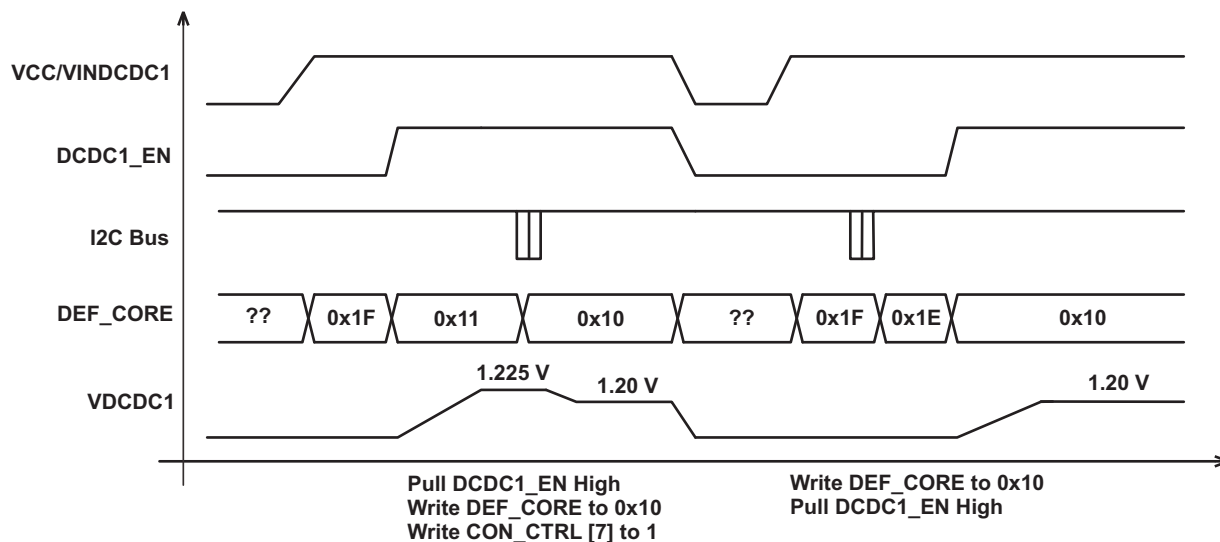 VCC/VINDCDC1
DCDC1_EN
I2C Bus
DEF_CORE
?? 0x1F 0x11 0x10 ?? 0x1F 0x1E 0x10
VDCDC1
1.225 V 1.20 V 1.20 V
Pull DCDC1_EN High
Write DEF_CORE to 0x10
Write CON_CTRL [7] to 1
Write DEF_CORE to 0x10
Pull DCDC1_EN High